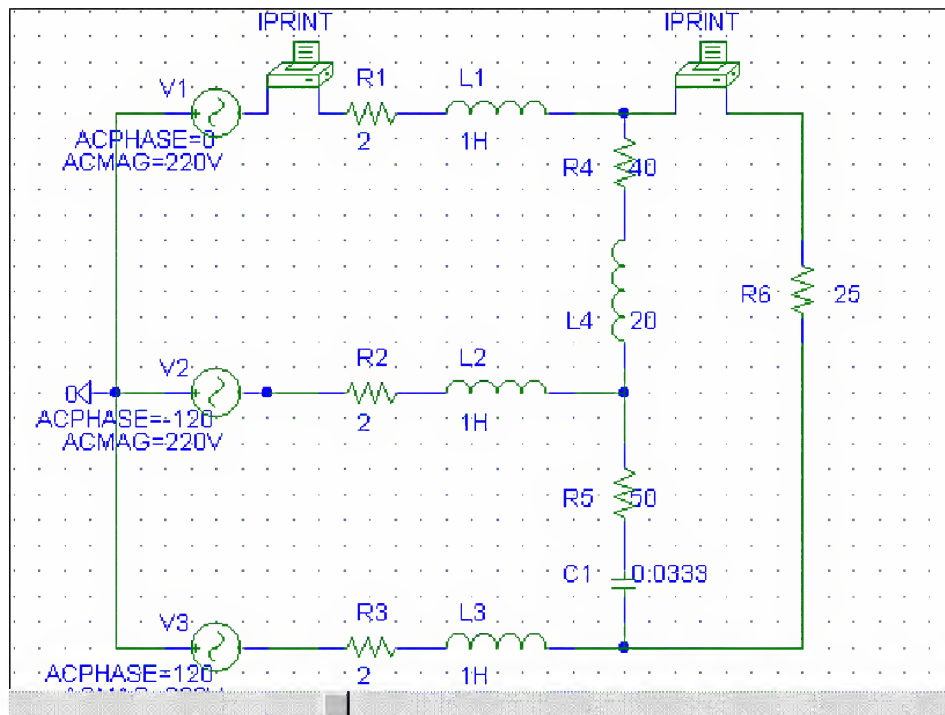 IPRINT IPRINT
V1 R1 L1
ACPHASE=0 2 1H
ACMAG=220V
R4 40
R6 25
L4 20
V2 R2 L2
0
ACPHASE=-120 2 1H
ACMAG=220V
R5 50
C1 0.0333
V3 R3 L3
ACPHASE=120 2 1H